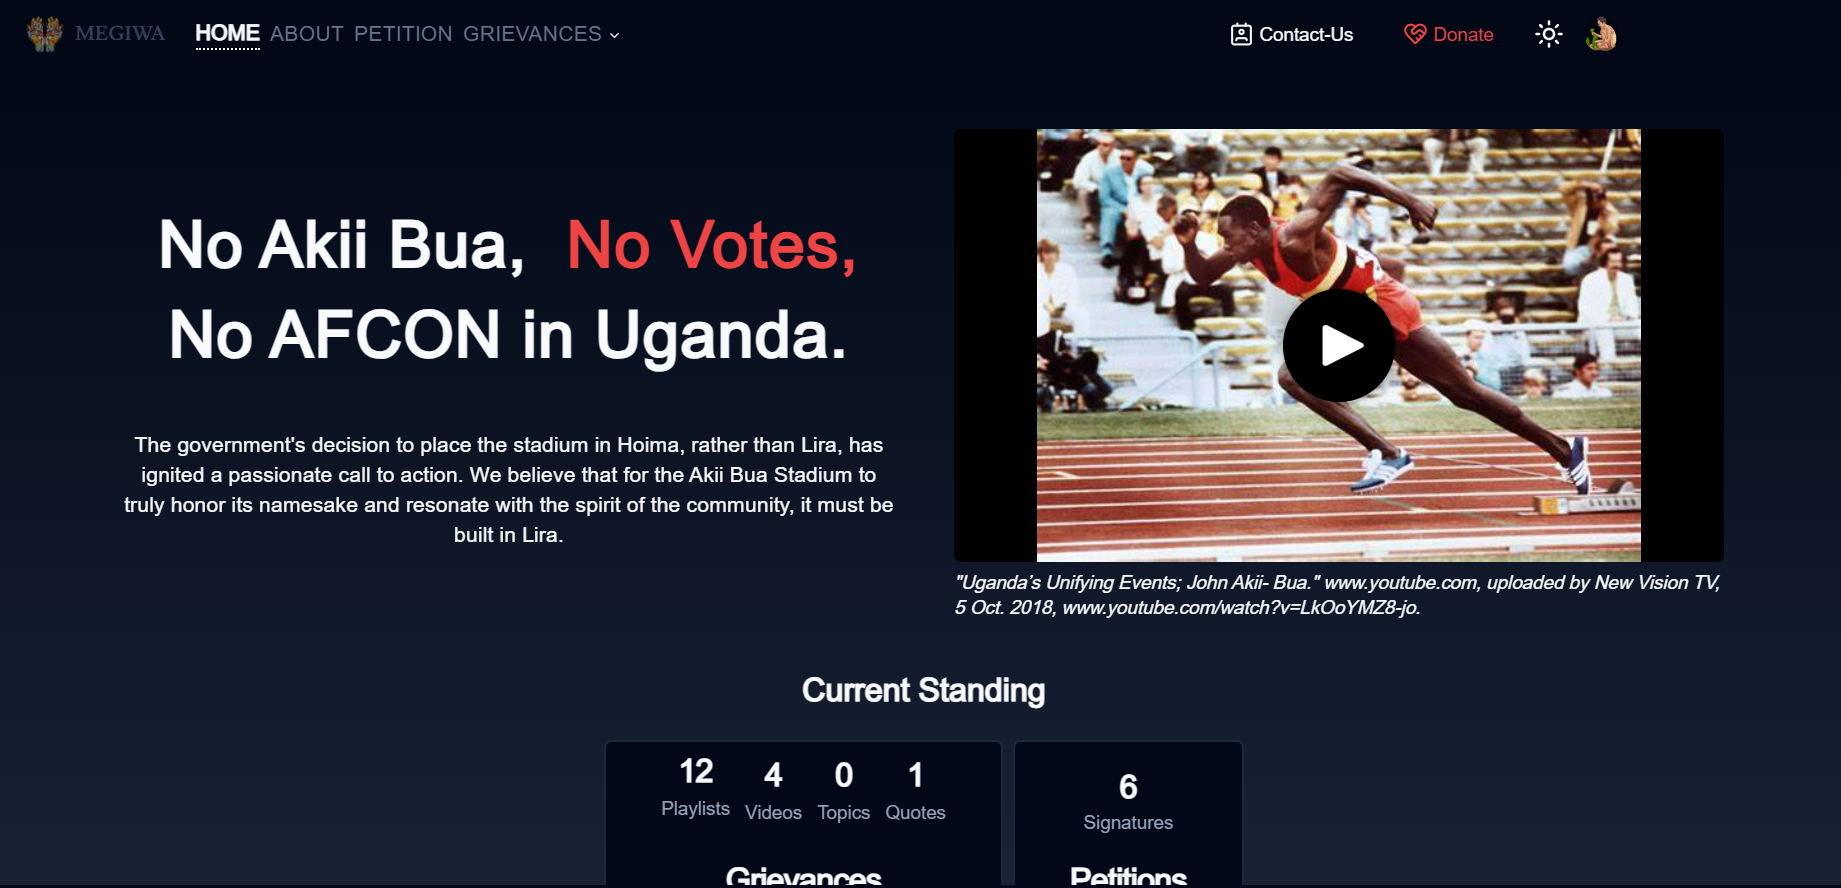 MEGIWA
HOME ABOUT PETITION GRIEVANCES
Contact-Us
Donate
No Akii Bua, No Votes,
No AFCON in Uganda.
The government's decision to place the stadium in Hoima, rather than Lira, has
ignited a passionate call to action. We believe that for the Akii Bua Stadium to
truly honor its namesake and resonate with the spirit of the community, it must be
built in Lira.
"Uganda’s Unifying Events; John Akii- Bua." www.youtube.com, uploaded by New Vision TV,
5 Oct. 2018, www.youtube.com/watch?v=LkOoYMZ8-jo.
Current Standing
12 4 0 1
Playlists Videos Topics Quotes
Grievances
6
Signatures
Petitions